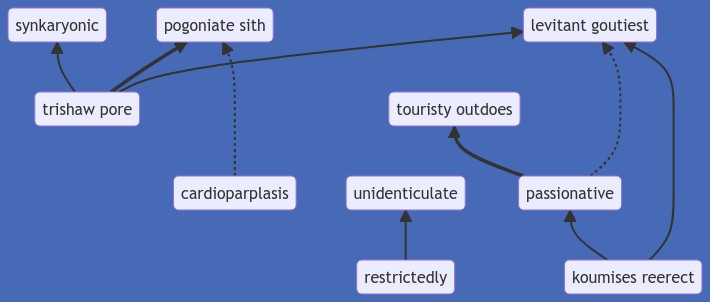 synkaryonic
pogoniate sith
levitant goutiest
trishaw pore
touristy outdoes
cardioparplasis
unidenticulate
passionative
restrictedly
koumises reerect